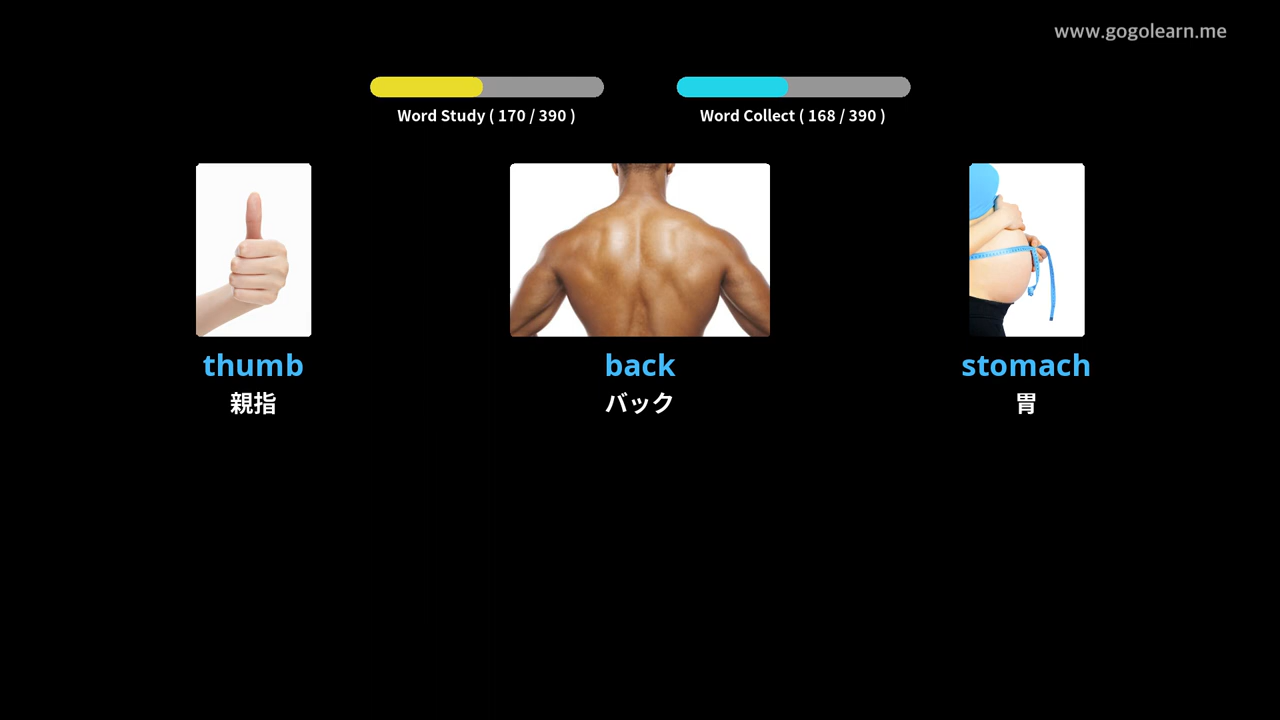 www.gogolearn.me
Word Study ( 170 / 390 )
Word Collect ( 168 / 390 )
thumb
親指
back
バック
stomach
胃